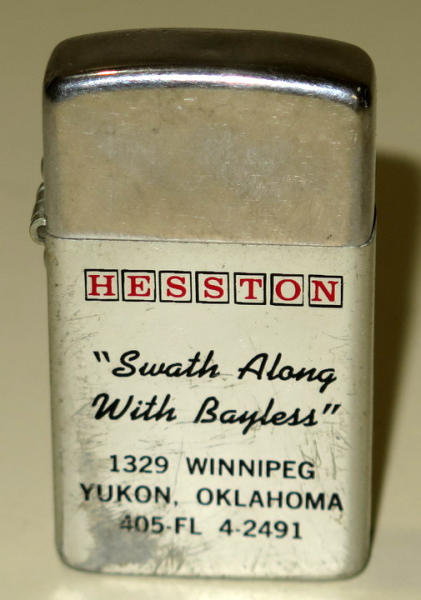 HESSTON
"Swath Along
With Bayless"
1329 WINNIPEG
YUKON, OKLAHOMA
405-FL 4-2491